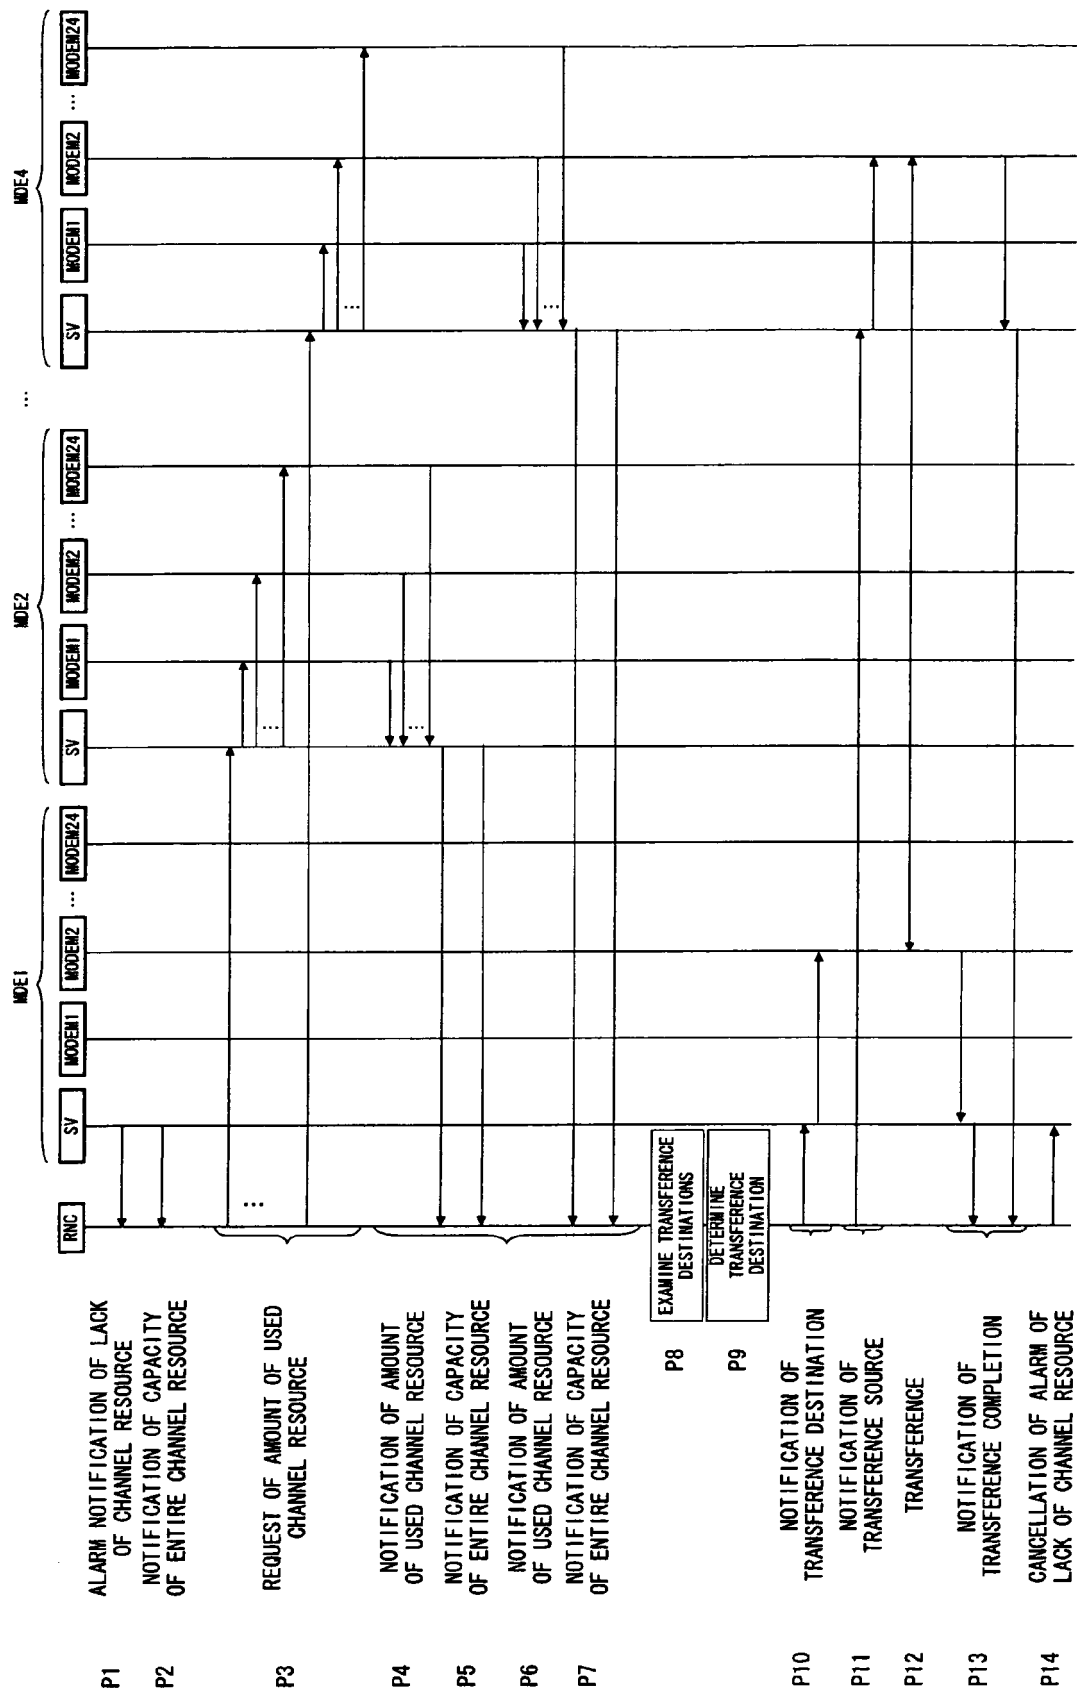 MDE1
MDE2
...
MDE4
RNC
SV
MODEM1
MODEM2
...
MODEM24
SV
MODEM1
MODEM2
...
MODEM24
SV
MODEM1
MODEM2
...
MODEM24
P1
ALARM NOTIFICATION OF LACK
OF CHANNEL RESOURCE
P2
NOTIFICATION OF CAPACITY
OF ENTIRE CHANNEL RESOURCE
P3
REQUEST OF AMOUNT OF USED
CHANNEL RESOURCE
...
...
...
P4
NOTIFICATION OF AMOUNT
OF USED CHANNEL RESOURCE
...
P5
NOTIFICATION OF CAPACITY
OF ENTIRE CHANNEL RESOURCE
P6
NOTIFICATION OF AMOUNT
OF USED CHANNEL RESOURCE
...
P7
NOTIFICATION OF CAPACITY
OF ENTIRE CHANNEL RESOURCE
P8
EXAMINE TRANSFERENCE
DESTINATIONS
P9
DETERMINE
TRANSFERENCE
DESTINATION
P10
NOTIFICATION OF
TRANSFERENCE DESTINATION
P11
NOTIFICATION OF
TRANSFERENCE SOURCE
P12
TRANSFERENCE
P13
NOTIFICATION OF
TRANSFERENCE COMPLETION
P14
CANCELLATION OF ALARM OF
LACK OF CHANNEL RESOURCE